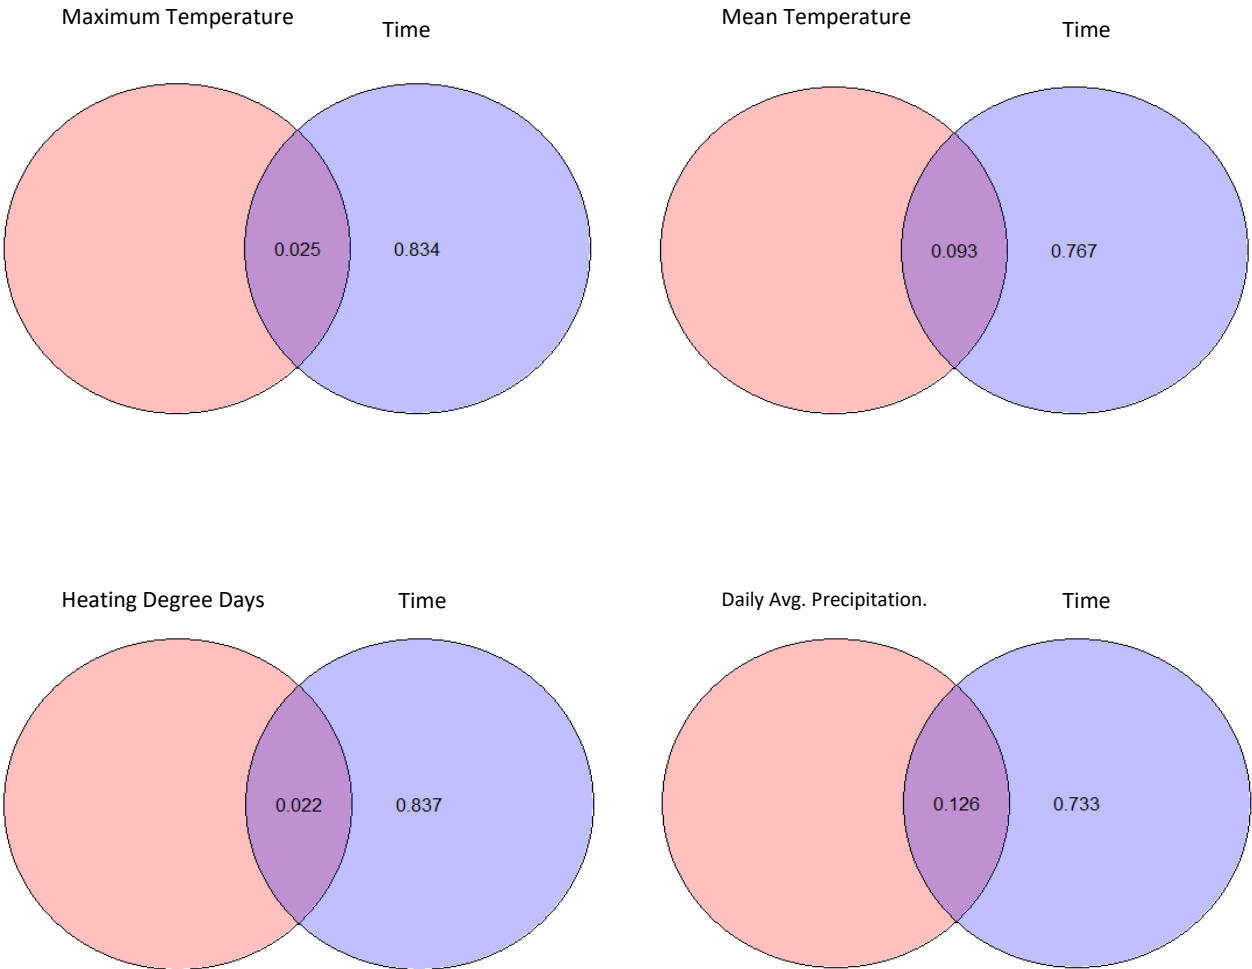 Maximum Temperature
Time
0.025
0.834
Mean Temperature
Time
0.093
0.767
Heating Degree Days
Time
0.022
0.837
Daily Avg. Precipitation.
Time
0.126
0.733